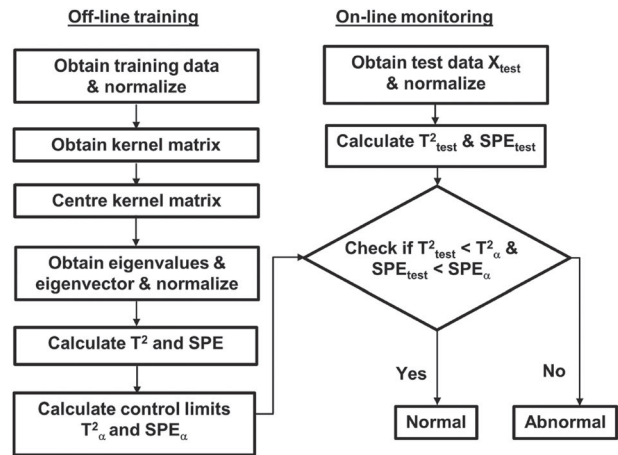 Off-line training
Obtain training data
& normalize
Obtain kernel matrix
Centre kernel matrix
Obtain eigenvalues &
eigenvector & normalize
Calculate T² and SPE
Calculate control limits
T²α and SPEα
On-line monitoring
Obtain test data Xtest
& normalize
Calculate T²test & SPEtest
Check if T²test < T²α &
SPEtest < SPEα
Yes
No
Normal
Abnormal